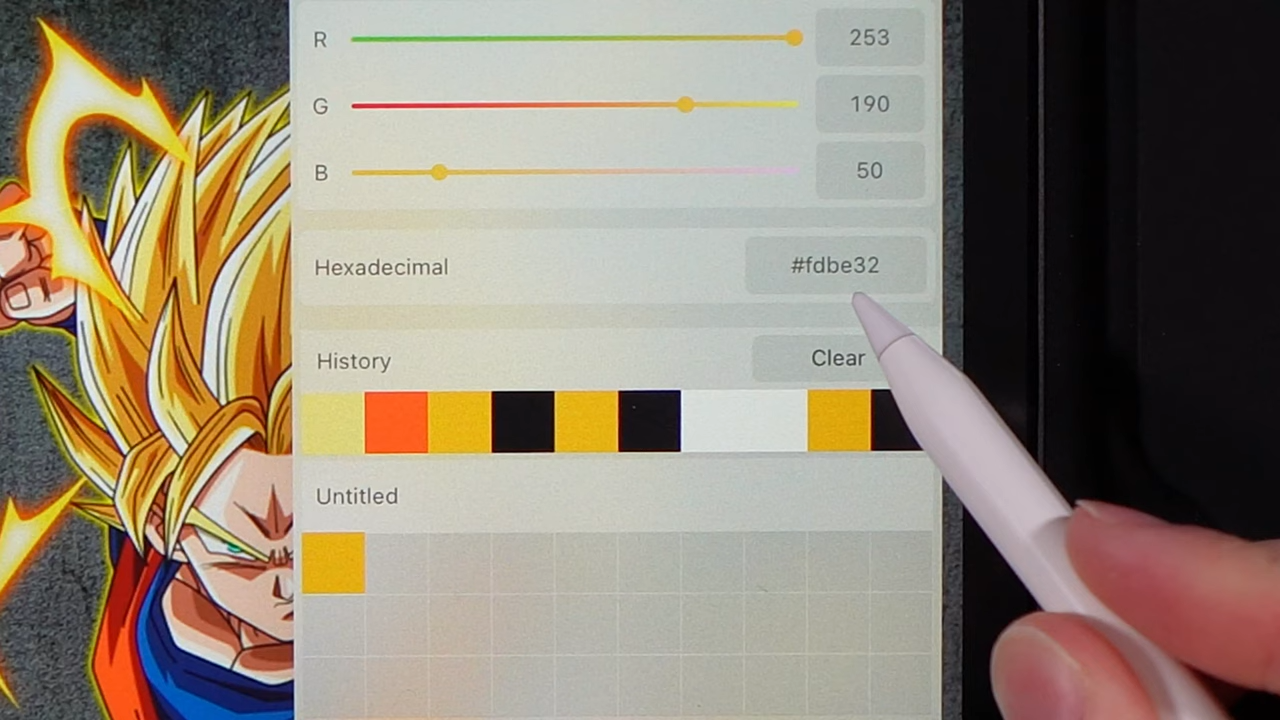 R 253
G 190
B 50
Hexadecimal #fdbe32
History Clear
Untitled